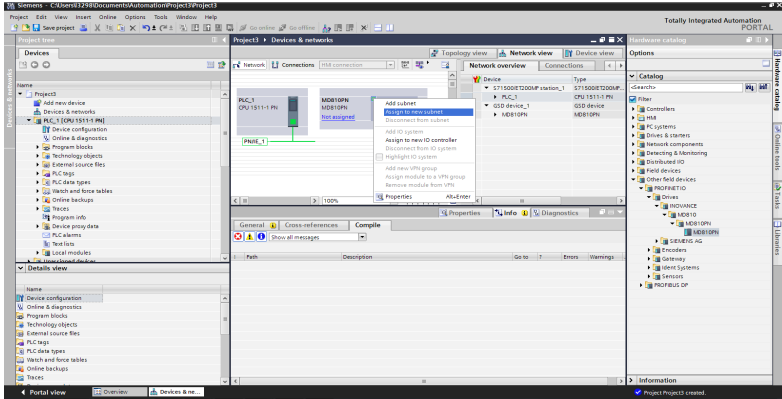 Siemens - C:\Users\I3298\Documents\Automation\Project3\Project3
Project Edit View Insert Online Options Tools Window Help
Save project
Go online Go offline
Totally Integrated Automation
PORTAL
Project tree
Devices
Name
Project3
Add new device
Devices & networks
PLC_1 [CPU 1511-1 PN]
Device configuration
Online & diagnostics
Program blocks
Technology objects
External source files
PLC tags
PLC data types
Watch and force tables
Online backups
Traces
Program info
Device proxy data
PLC alarms
Text lists
Local modules
Unassigned devices
Details view
Name
Device configuration
Online & diagnostics
Program blocks
Technology objects
External source files
PLC tags
PLC data types
Watch and force tables
Online backups
Traces
Devices & networks
Project3 Devices & networks
Topology view Network view Device view
Network Connections HMI connection
PLC_1
CPU 1511-1 PN
MD810PN
MD810PN
Not assigned
PN/IE_1
Add subnet
Assign to new subnet
Disconnect from subnet
Add IO system
Assign to new IO controller
Disconnect from IO system
Highlight IO system
Add new VPN group
Assign module to a VPN group
Remove module from VPN
Properties Alt+Enter
100%
Network overview Connections
Device Type
S71500/ET200MP station_1 S71500/ET200MP...
PLC_1 CPU 1511-1 PN
GSD device_1 GSD device
MD810PN MD810PN
Properties Info Diagnostics
General Cross-references Compile
Show all messages
! Path Description Go to ? Errors Warnings
Hardware catalog
Options
Catalog
<Search>
Filter
Controllers
HMI
PC systems
Drives & starters
Network components
Detecting & Monitoring
Distributed I/O
Field devices
Other field devices
PROFINET IO
Drives
INOVANCE
MD810
MD810PN
MD810PN
SIEMENS AG
Encoders
Gateway
Ident Systems
Sensors
PROFIBUS DP
Information
Hardware catalog
Online tools
Tasks
Libraries
Portal view
Overview
Devices & ne...
Project Project3 created.